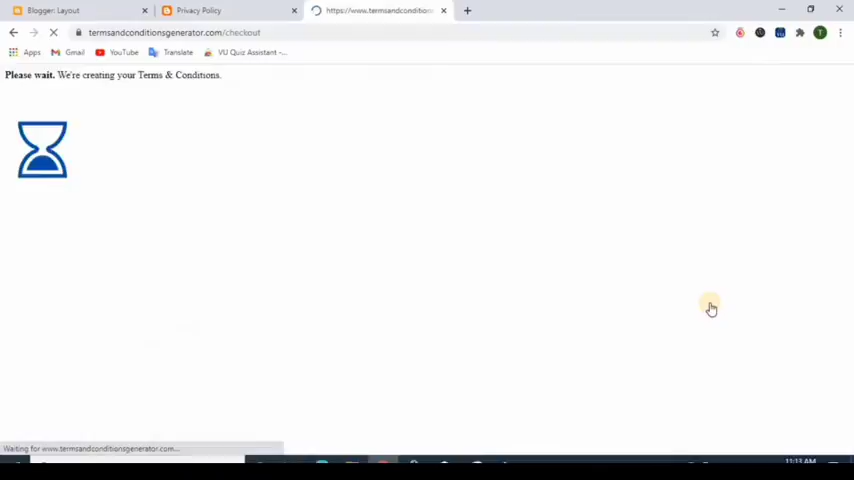 Blogger: Layout
Privacy Policy
https://www.termsandcondition
termsandconditionsgenerator.com/checkout
T
Apps
Gmail
YouTube
Translate
VU Quiz Assistant -...
Please wait. We're creating your Terms & Conditions.
Waiting for www.termsandconditionsgenerator.com...
11:13 AM